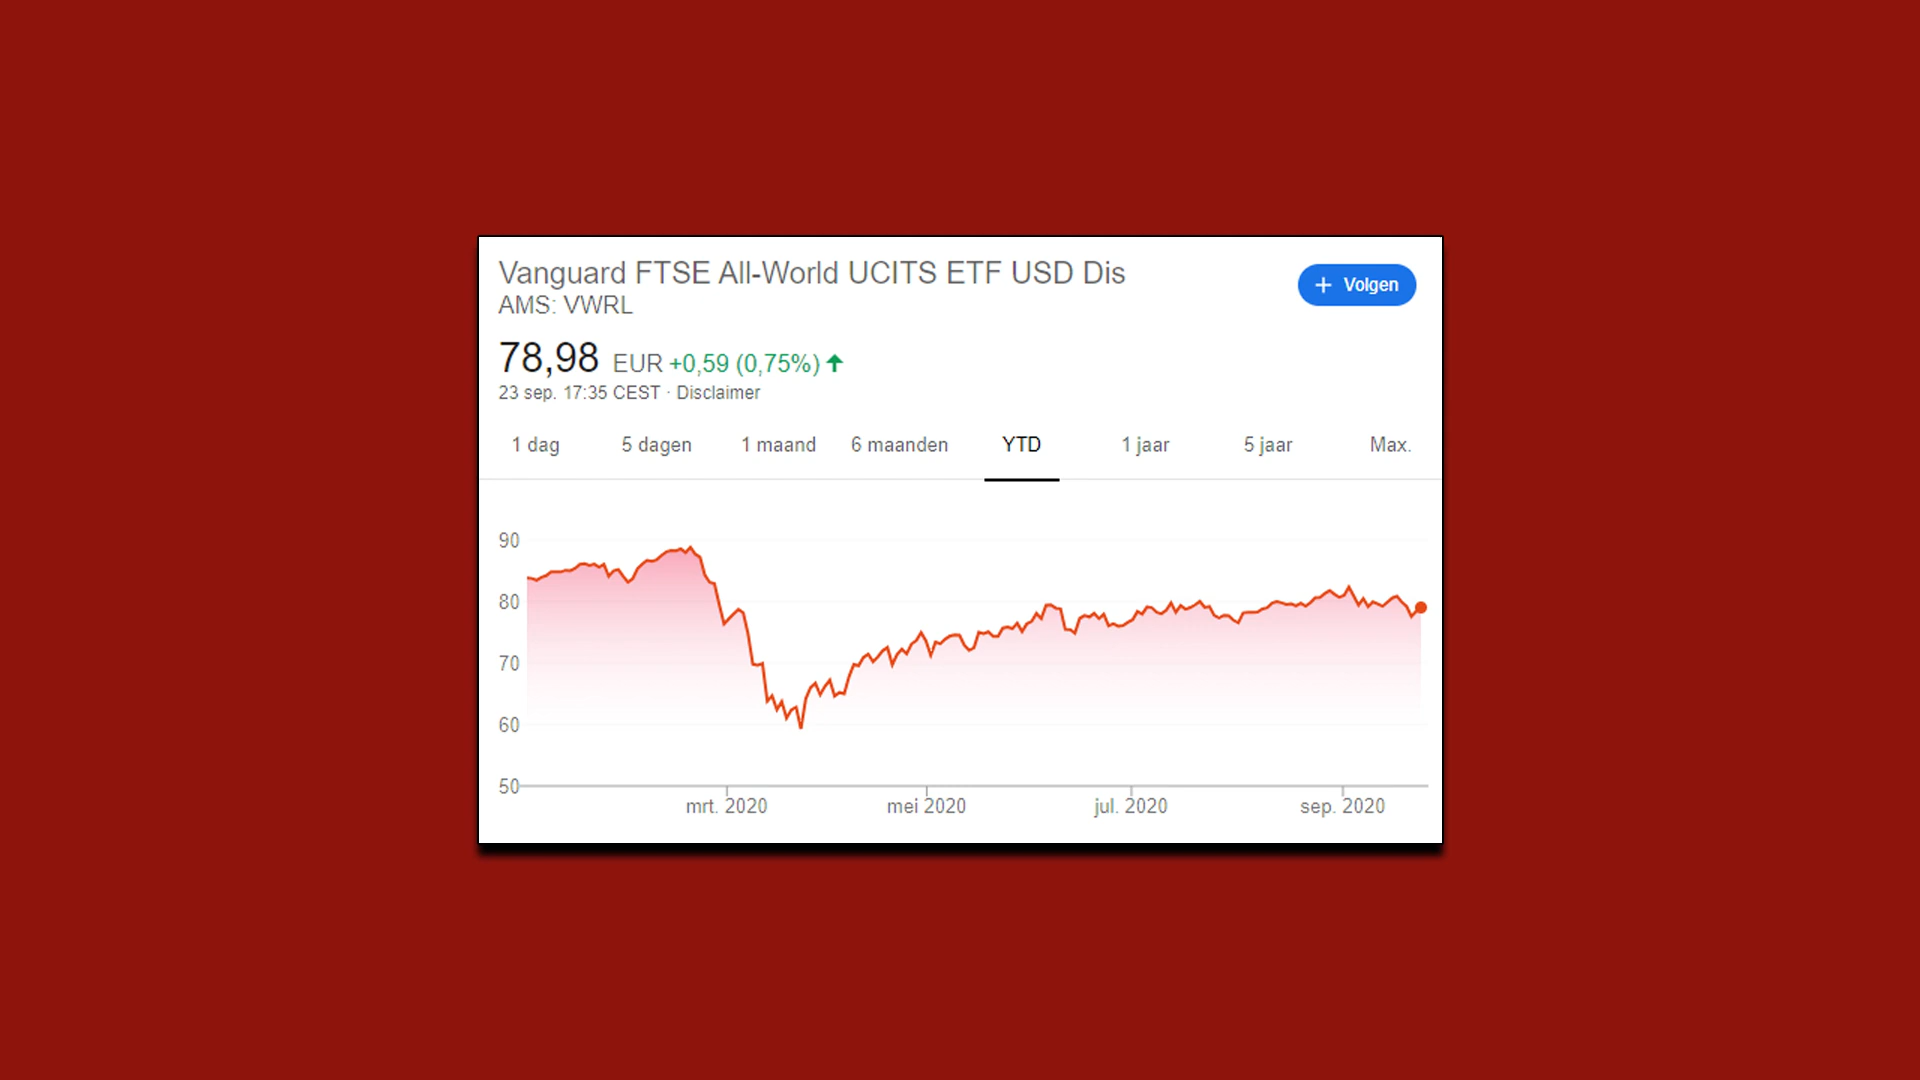 Vanguard FTSE All-World UCITS ETF USD Dis
AMS: VWRL
+ Volgen
78,98 EUR +0,59 (0,75%)
23 sep. 17:35 CEST · Disclaimer
1 dag 5 dagen 1 maand 6 maanden YTD 1 jaar 5 jaar Max.
90
80
70
60
50
mrt. 2020 mei 2020 jul. 2020 sep. 2020